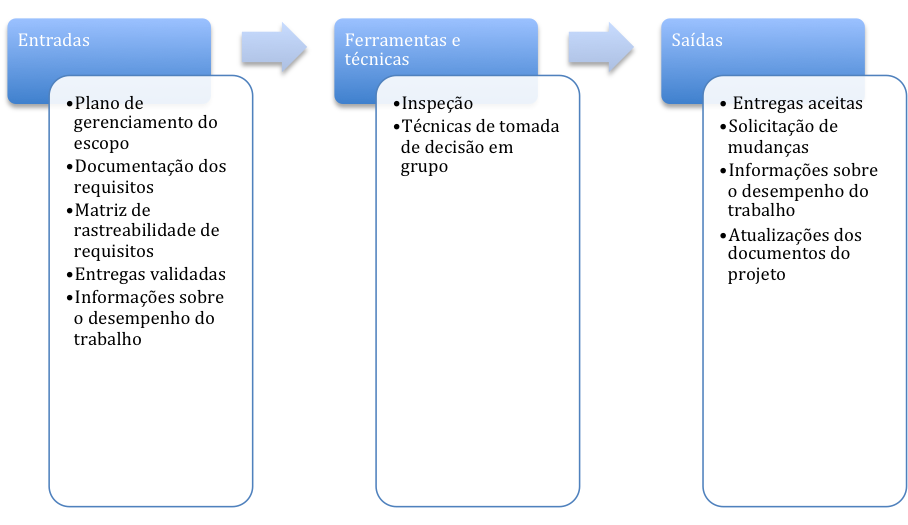 Entradas
•Plano de
gerenciamento do
escopo
•Documentação dos
requisitos
•Matriz de
rastreabilidade de
requisitos
•Entregas validadas
•Informações sobre
o desempenho do
trabalho
Ferramentas e
técnicas
•Inspeção
•Técnicas de tomada
de decisão em
grupo
Saídas
• Entregas aceitas
•Solicitação de
mudanças
•Informações sobre
o desempenho do
trabalho
•Atualizações dos
documentos do
projeto